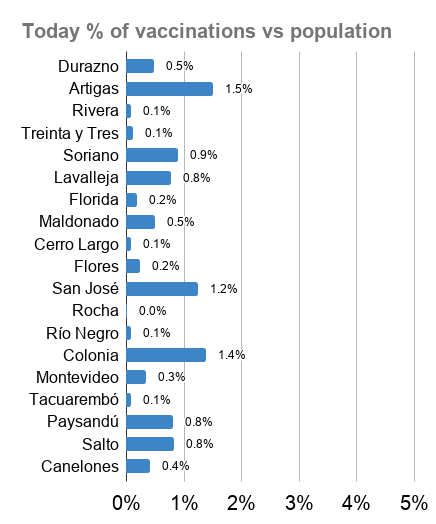 Today % of vaccinations vs population
Durazno 0.5%
Artigas 1.5%
Rivera 0.1%
Treinta y Tres 0.1%
Soriano 0.9%
Lavalleja 0.8%
Florida 0.2%
Maldonado 0.5%
Cerro Largo 0.1%
Flores 0.2%
San José 1.2%
Rocha 0.0%
Río Negro 0.1%
Colonia 1.4%
Montevideo 0.3%
Tacuarembó 0.1%
Paysandú 0.8%
Salto 0.8%
Canelones 0.4%
0% 1% 2% 3% 4% 5%